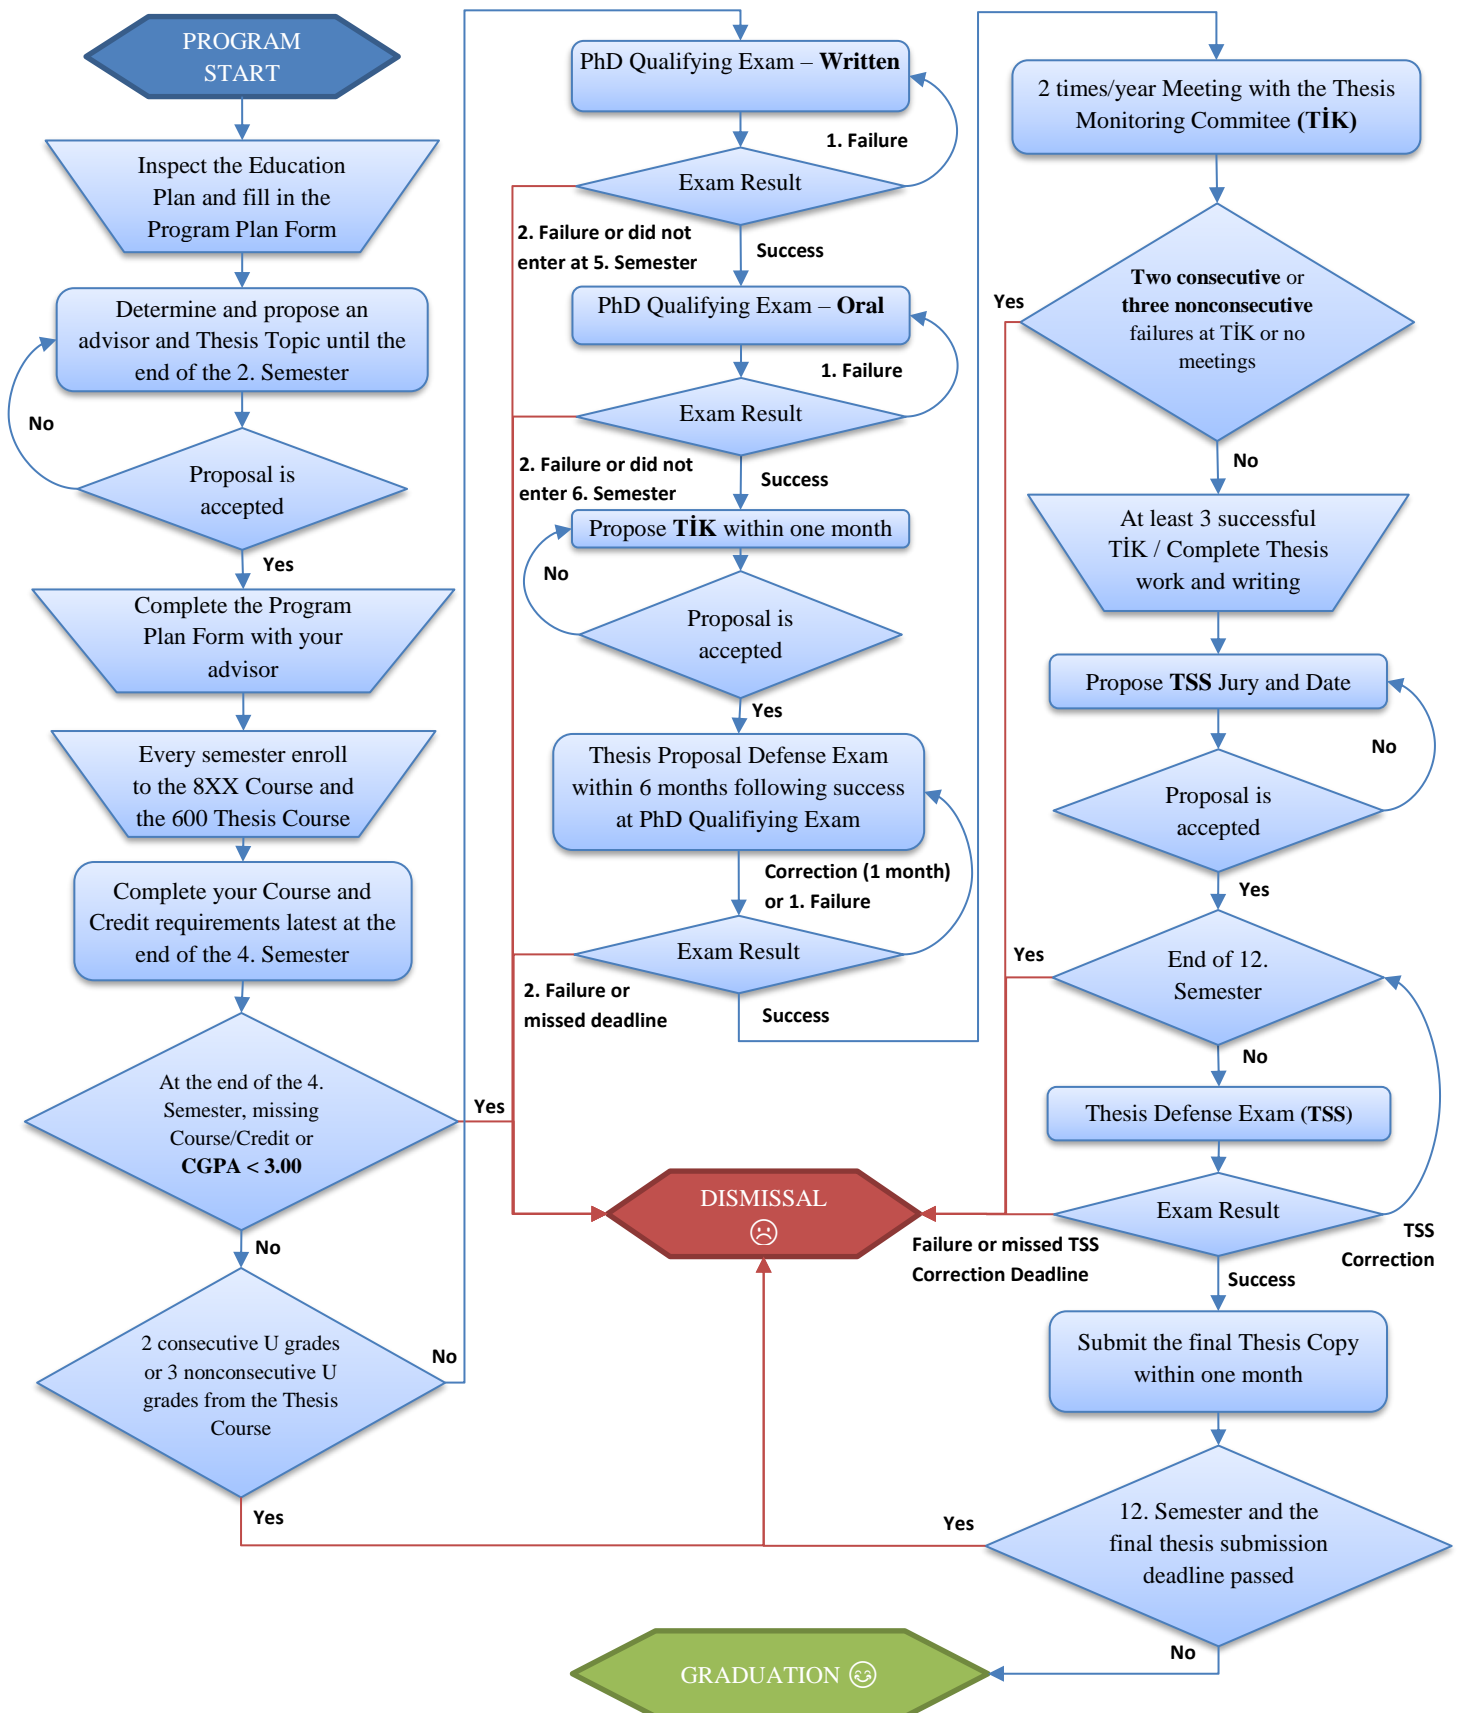 PROGRAM
START
Inspect the Education
Plan and fill in the
Program Plan Form
Determine and propose an
advisor and Thesis Topic until the
end of the 2. Semester
No
Proposal is
accepted
Yes
Complete the Program
Plan Form with your
advisor
Every semester enroll
to the 8XX Course and
the 600 Thesis Course
Complete your Course and
Credit requirements latest at the
end of the 4. Semester
At the end of the 4.
Semester, missing
Course/Credit or
CGPA < 3.00
Yes
No
2 consecutive U grades
or 3 nonconsecutive U
grades from the Thesis
Course
No
Yes
PhD Qualifying Exam – Written
1. Failure
Exam Result
2. Failure or did not
enter at 5. Semester
Success
PhD Qualifying Exam – Oral
1. Failure
Exam Result
2. Failure or did not
enter 6. Semester
Success
Propose TİK within one month
No
Proposal is
accepted
Yes
Thesis Proposal Defense Exam
within 6 months following success
at PhD Qualifiying Exam
Correction (1 month)
or 1. Failure
Exam Result
2. Failure or
missed deadline
Success
2 times/year Meeting with the Thesis
Monitoring Commitee (TİK)
Two consecutive or
three nonconsecutive
failures at TİK or no
meetings
Yes
No
At least 3 successful
TİK / Complete Thesis
work and writing
Propose TSS Jury and Date
No
Proposal is
accepted
Yes
End of 12.
Semester
Yes
No
Thesis Defense Exam (TSS)
Exam Result
TSS
Correction
Failure or missed TSS
Correction Deadline
Success
DISMISSAL
Submit the final Thesis Copy
within one month
12. Semester and the
final thesis submission
deadline passed
Yes
No
GRADUATION